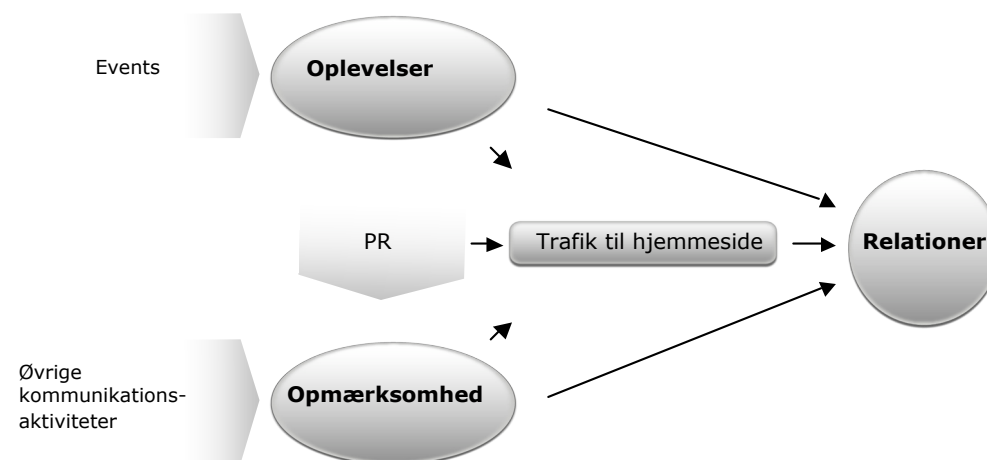 Events
Oplevelser
PR
Trafik til hjemmeside
Relationer
Øvrige
kommunikations-
aktiviteter
Opmærksomhed